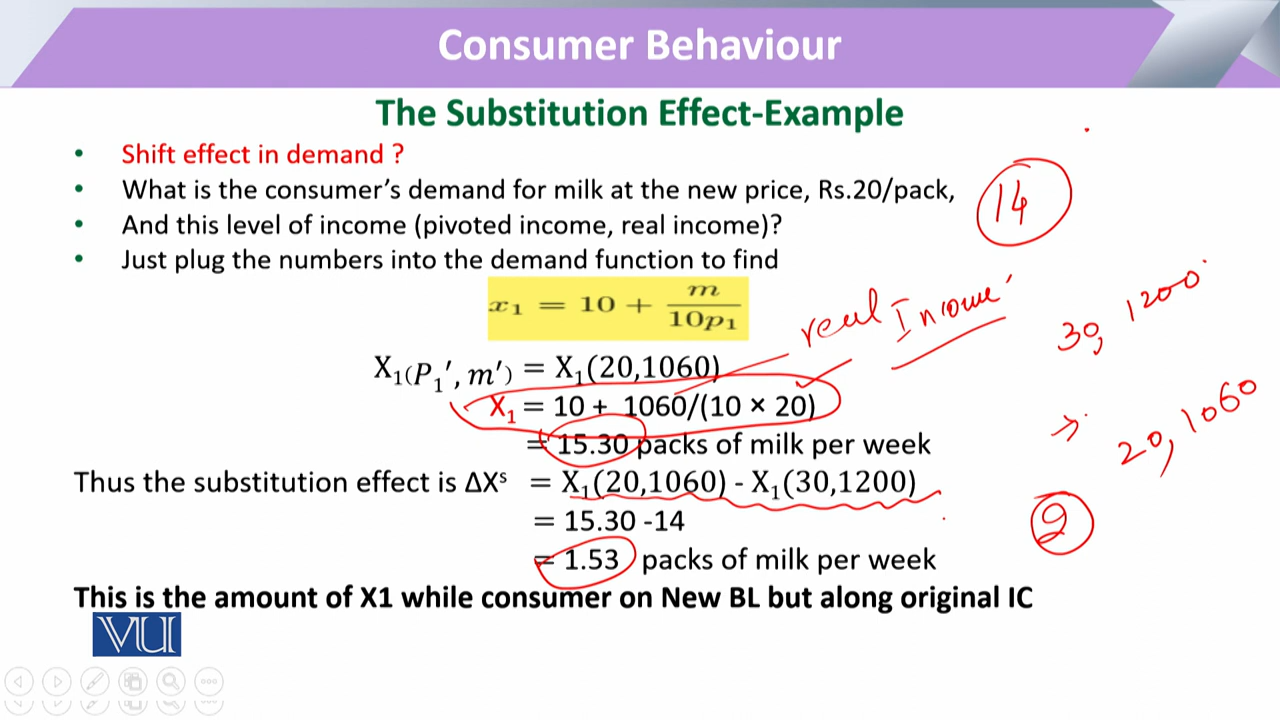 Consumer Behaviour
The Substitution Effect-Example
• Shift effect in demand ?
• What is the consumer's demand for milk at the new price, Rs.20/pack,
14
• And this level of income (pivoted income, real income)?
• Just plug the numbers into the demand function to find
x₁ = 10 + m/10p₁
real Income
30, 1200
X₁(P₁′, m′) = X₁(20,1060)
X₁ = 10 + 1060/(10 × 20)
20, 1060
= 15.30 packs of milk per week
Thus the substitution effect is ΔXˢ = X₁(20,1060) - X₁(30,1200)
= 15.30 -14
2
= 1.53 packs of milk per week
This is the amount of X1 while consumer on New BL but along original IC
VU